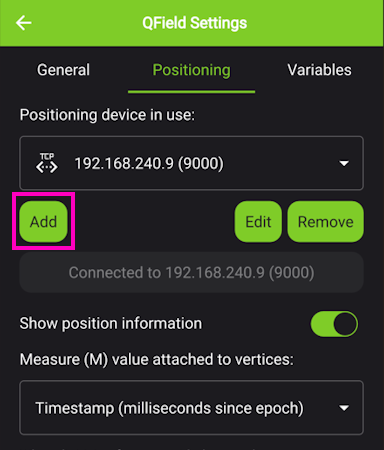 QField Settings
General Positioning Variables
Positioning device in use:
TCP
192.168.240.9 (9000)
Add Edit Remove
Connected to 192.168.240.9 (9000)
Show position information
Measure (M) value attached to vertices:
Timestamp (milliseconds since epoch)